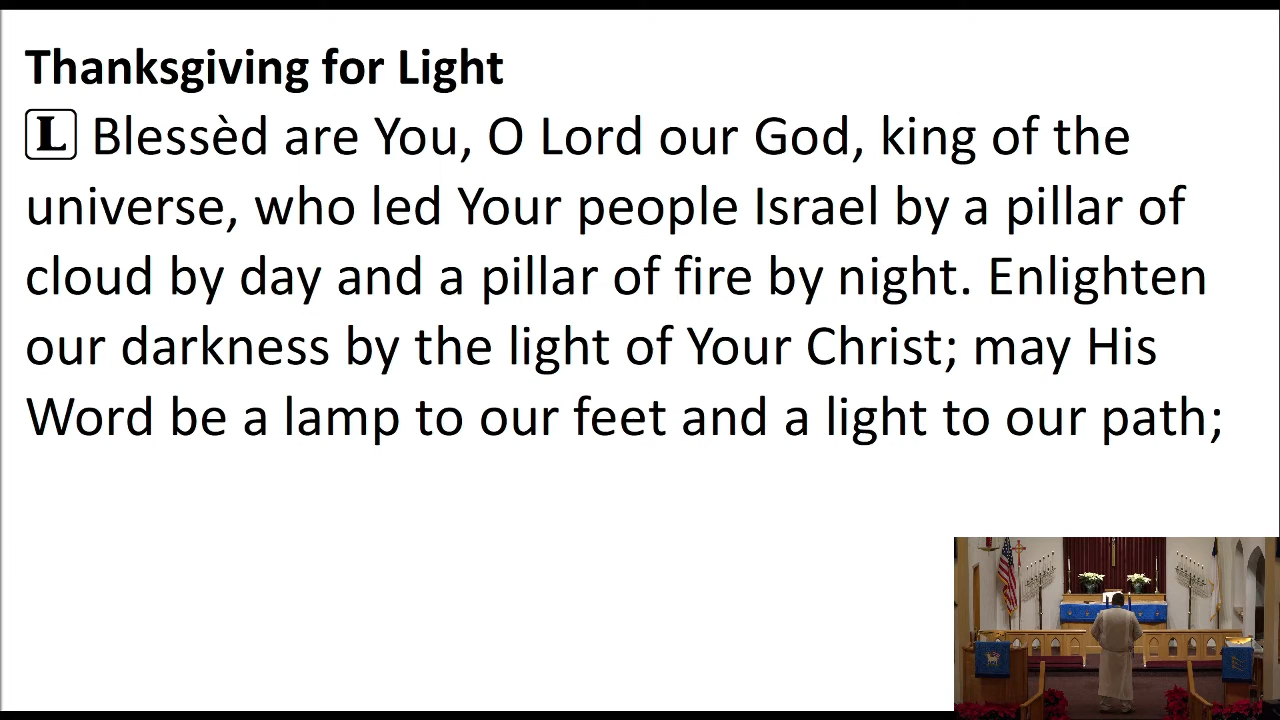 Thanksgiving for Light
L Blessèd are You, O Lord our God, king of the
universe, who led Your people Israel by a pillar of
cloud by day and a pillar of fire by night. Enlighten
our darkness by the light of Your Christ; may His
Word be a lamp to our feet and a light to our path;